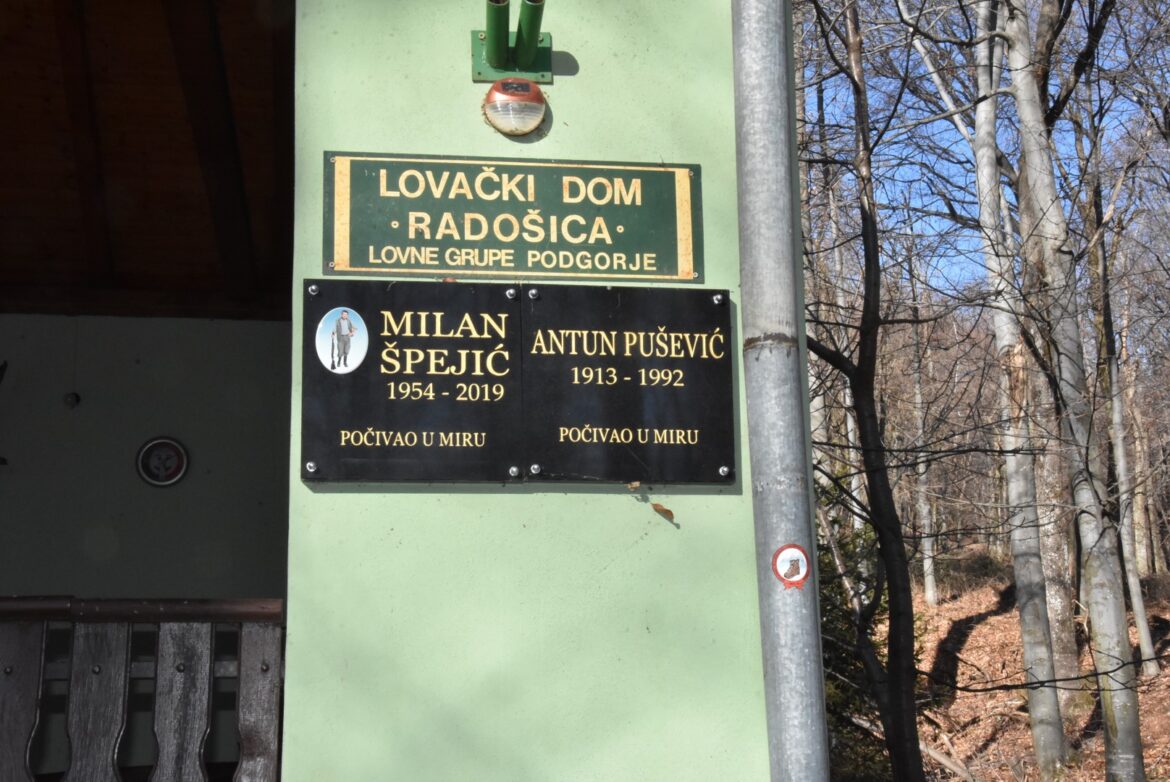 LOVAČKI DOM
·RADOŠICA·
LOVNE GRUPE PODGORJE
MILAN
ŠPEJIĆ
1954 - 2019
POČIVAO U MIRU
ANTUN PUŠEVIĆ
1913 - 1992
POČIVAO U MIRU